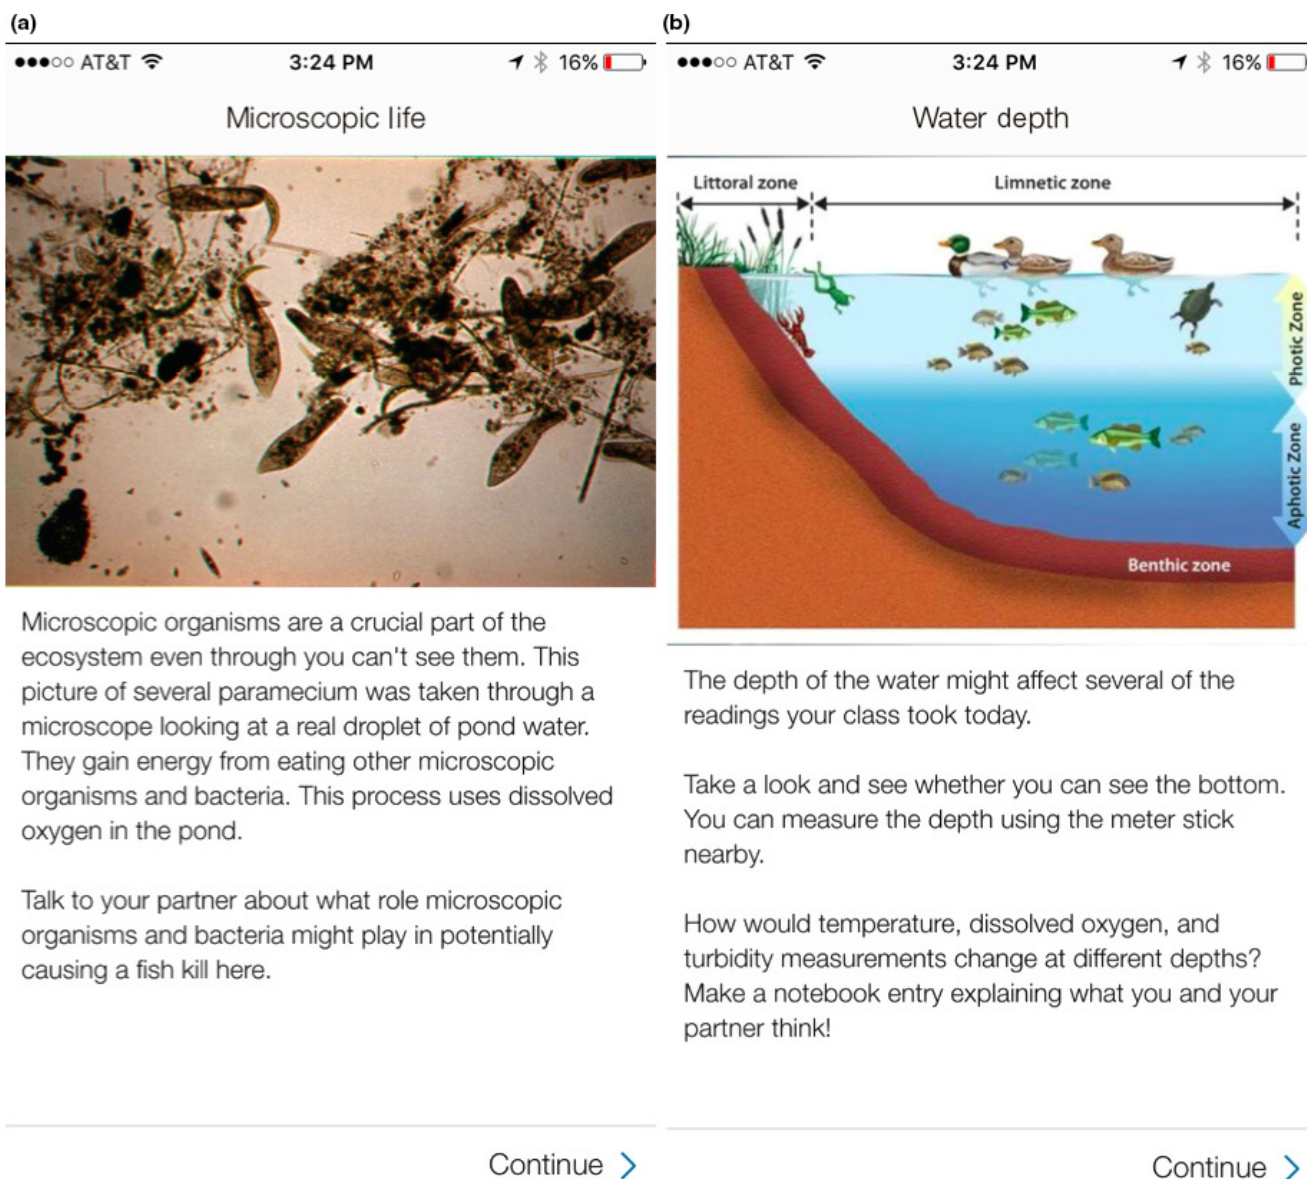 (a)
●●●○○ AT&T 3:24 PM 16%
Microscopic life
Microscopic organisms are a crucial part of the
ecosystem even through you can't see them. This
picture of several paramecium was taken through a
microscope looking at a real droplet of pond water.
They gain energy from eating other microscopic
organisms and bacteria. This process uses dissolved
oxygen in the pond.
Talk to your partner about what role microscopic
organisms and bacteria might play in potentially
causing a fish kill here.
Continue
(b)
●●●○○ AT&T 3:24 PM 16%
Water depth
Littoral zone
Limnetic zone
Photic Zone
Aphotic Zone
Benthic zone
The depth of the water might affect several of the
readings your class took today.
Take a look and see whether you can see the bottom.
You can measure the depth using the meter stick
nearby.
How would temperature, dissolved oxygen, and
turbidity measurements change at different depths?
Make a notebook entry explaining what you and your
partner think!
Continue